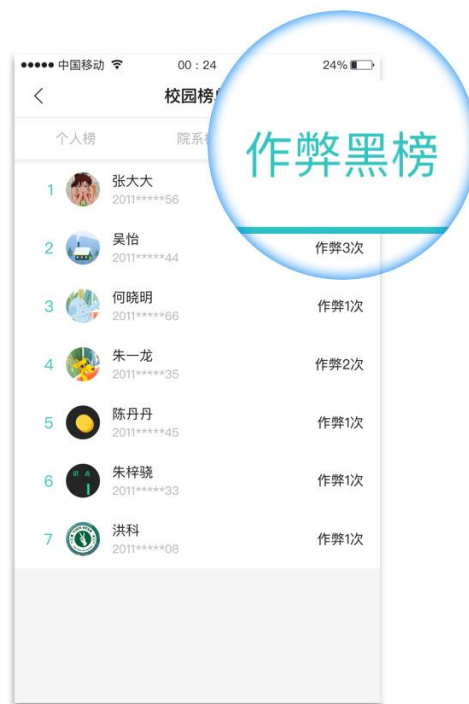 中国移动
00：24
24%
校园榜
个人榜
院系
作弊黑榜
1
张大大
2011*****56
2
吴怡
2011*****44
作弊3次
3
何晓明
2011*****66
作弊1次
4
朱一龙
2011*****35
作弊2次
5
陈丹丹
2011*****45
作弊1次
6
朱梓骁
2011*****33
作弊1次
7
洪科
2011*****08
作弊1次